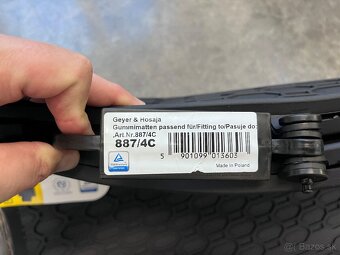 Geyer & Hosaja
Gummimatten passend für/Fitting to/Pasuje do:
Art Nr.887/4C
887/4C
5 901099 013603
Made in Poland
© Bazos.sk